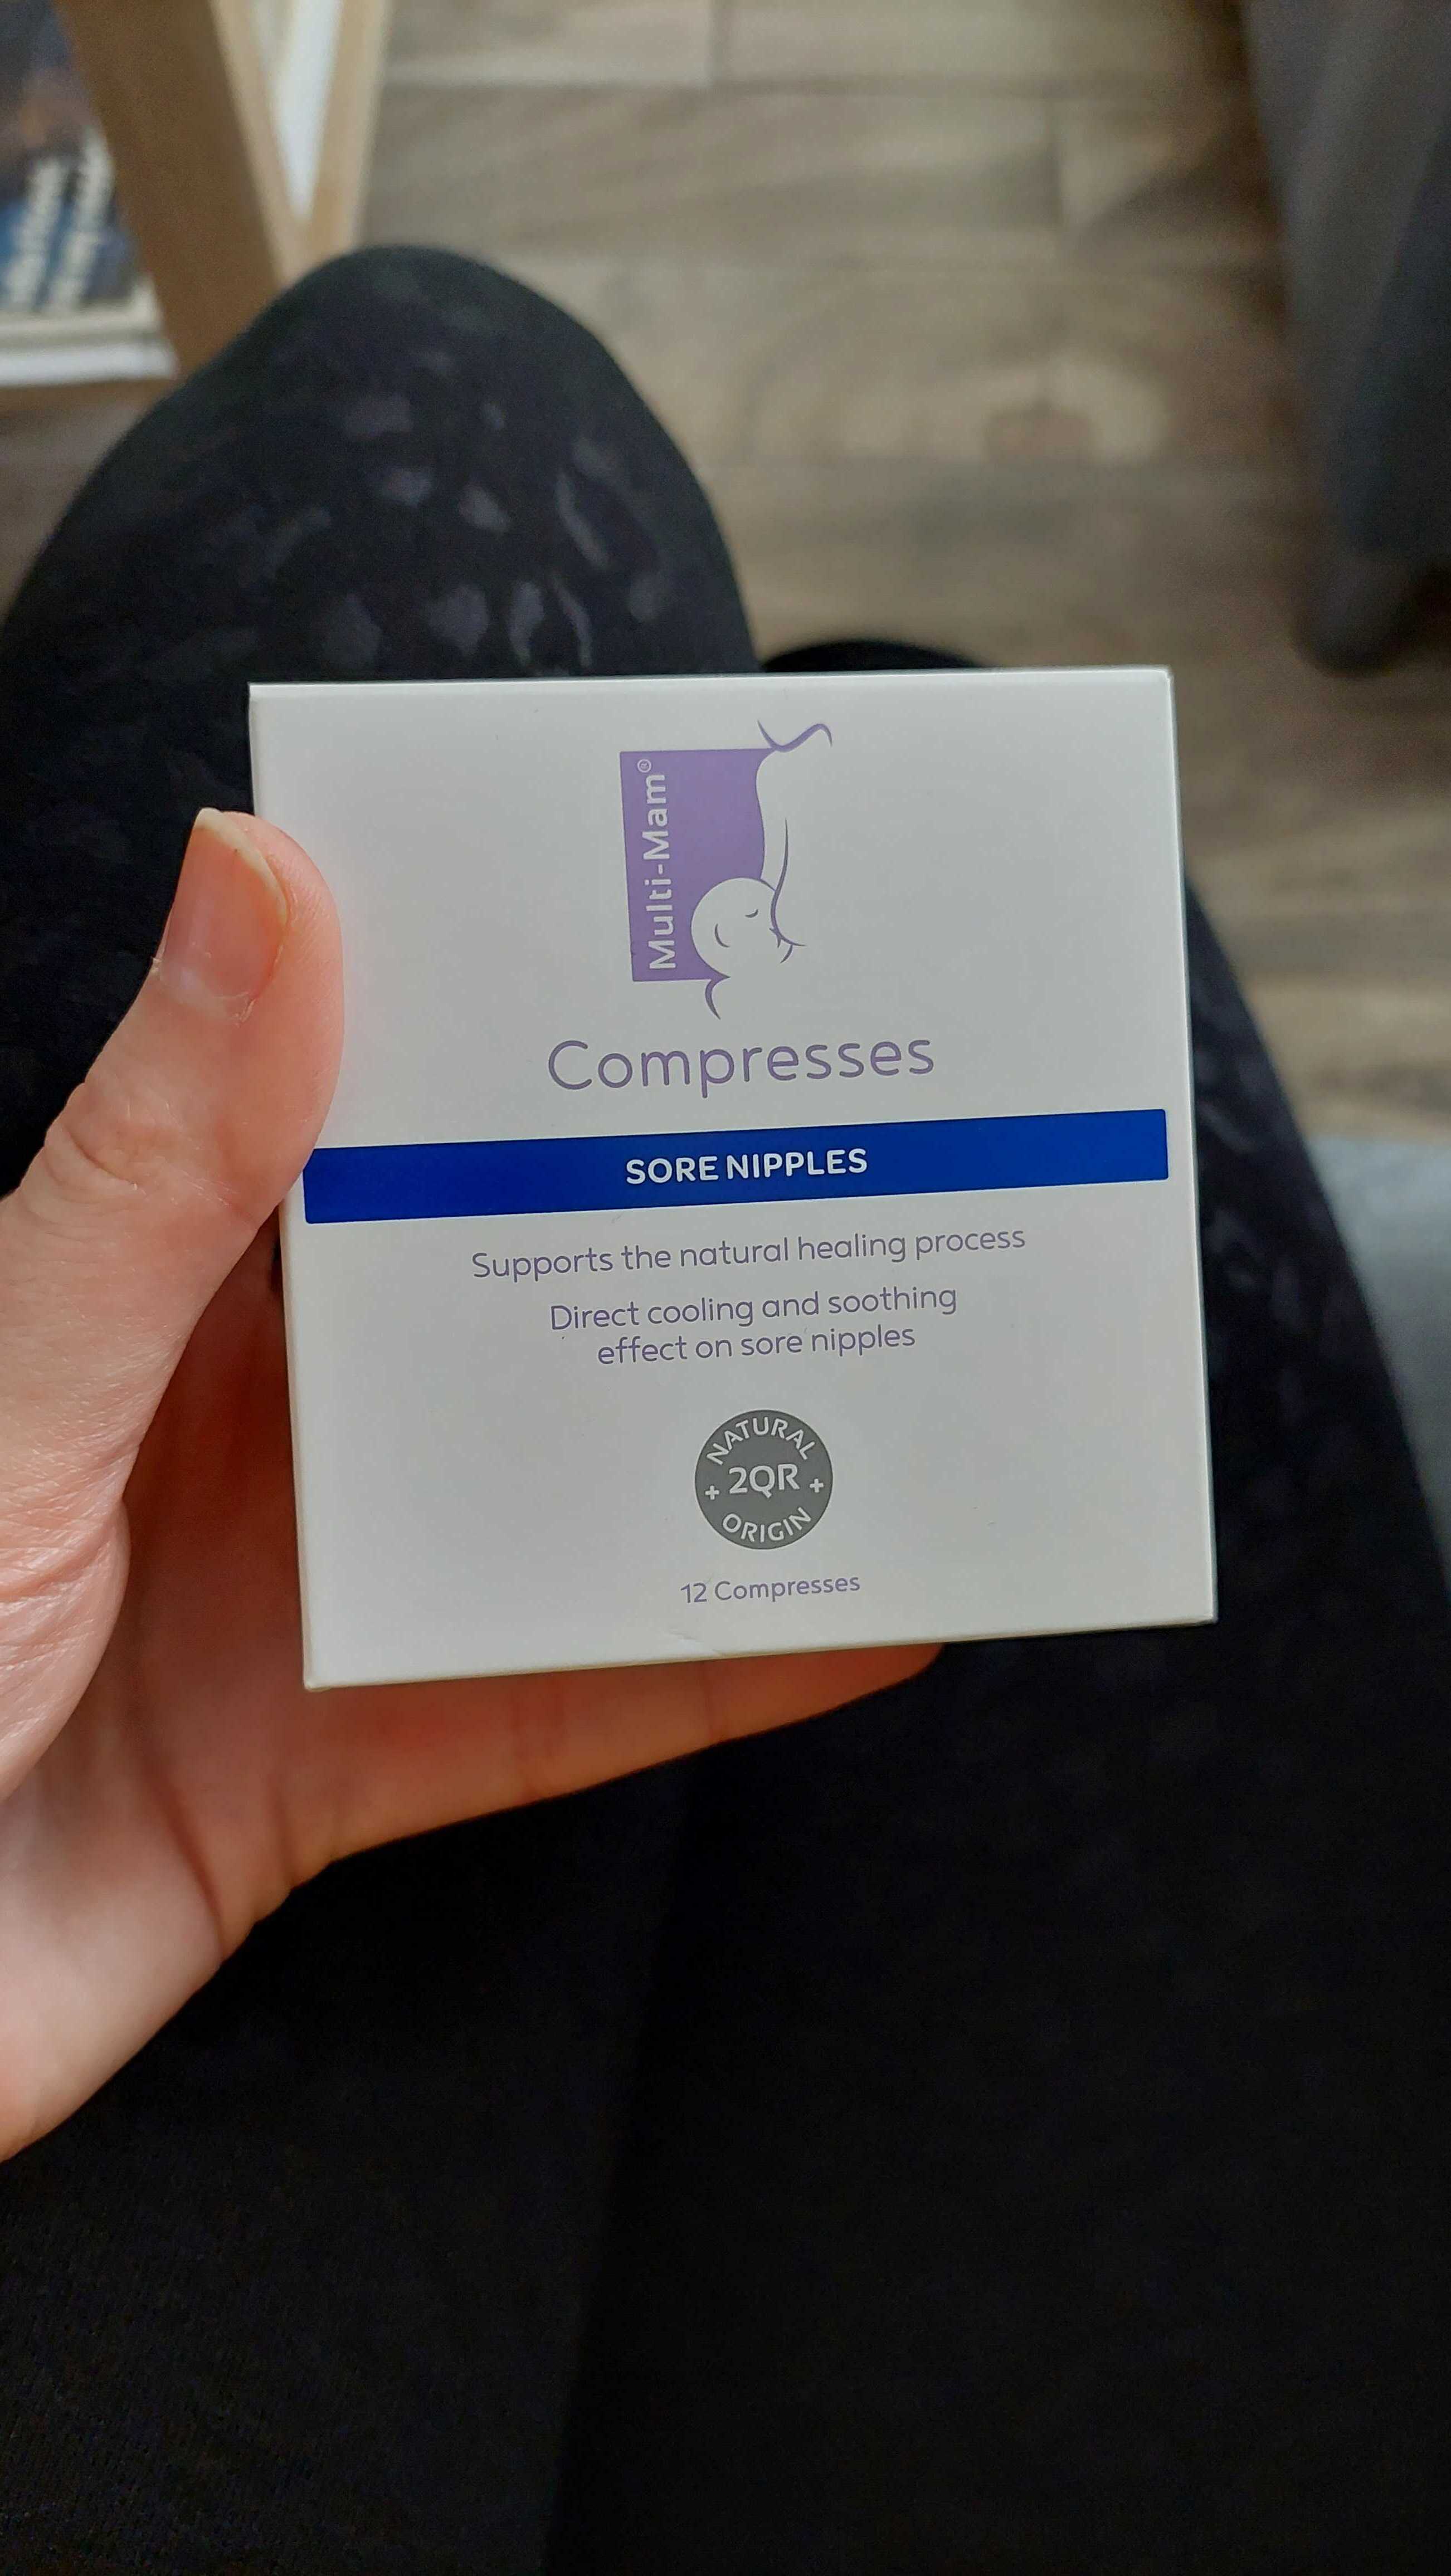 Multi-Mam®
Compresses
SORE NIPPLES
Supports the natural healing process
Direct cooling and soothing
effect on sore nipples
NATURAL
+ 2QR +
ORIGIN
12 Compresses